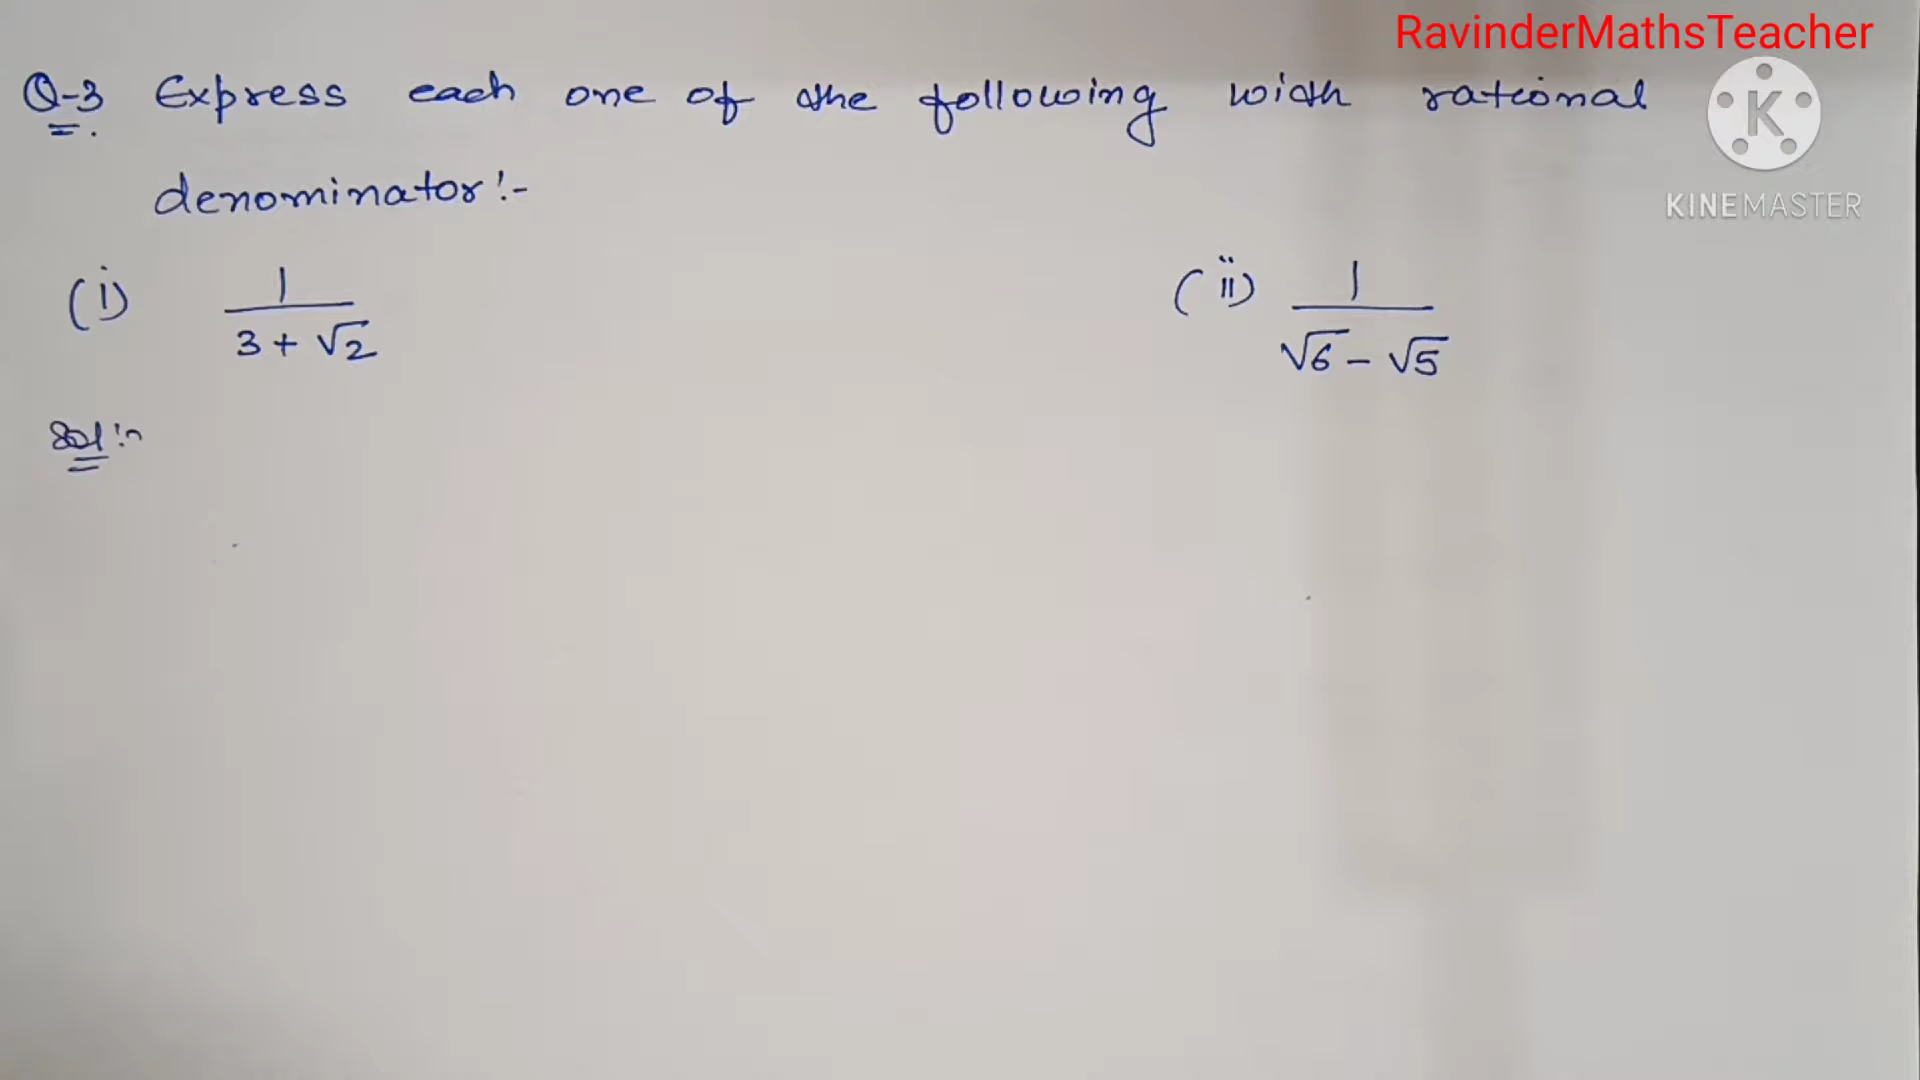 RavinderMathsTeacher
Q-3 Express each one of the following with rational
K
denominator:-
KINEMASTER
(i) 1/(3 + √2) (ii) 1/(√6 - √5)
Sol:-